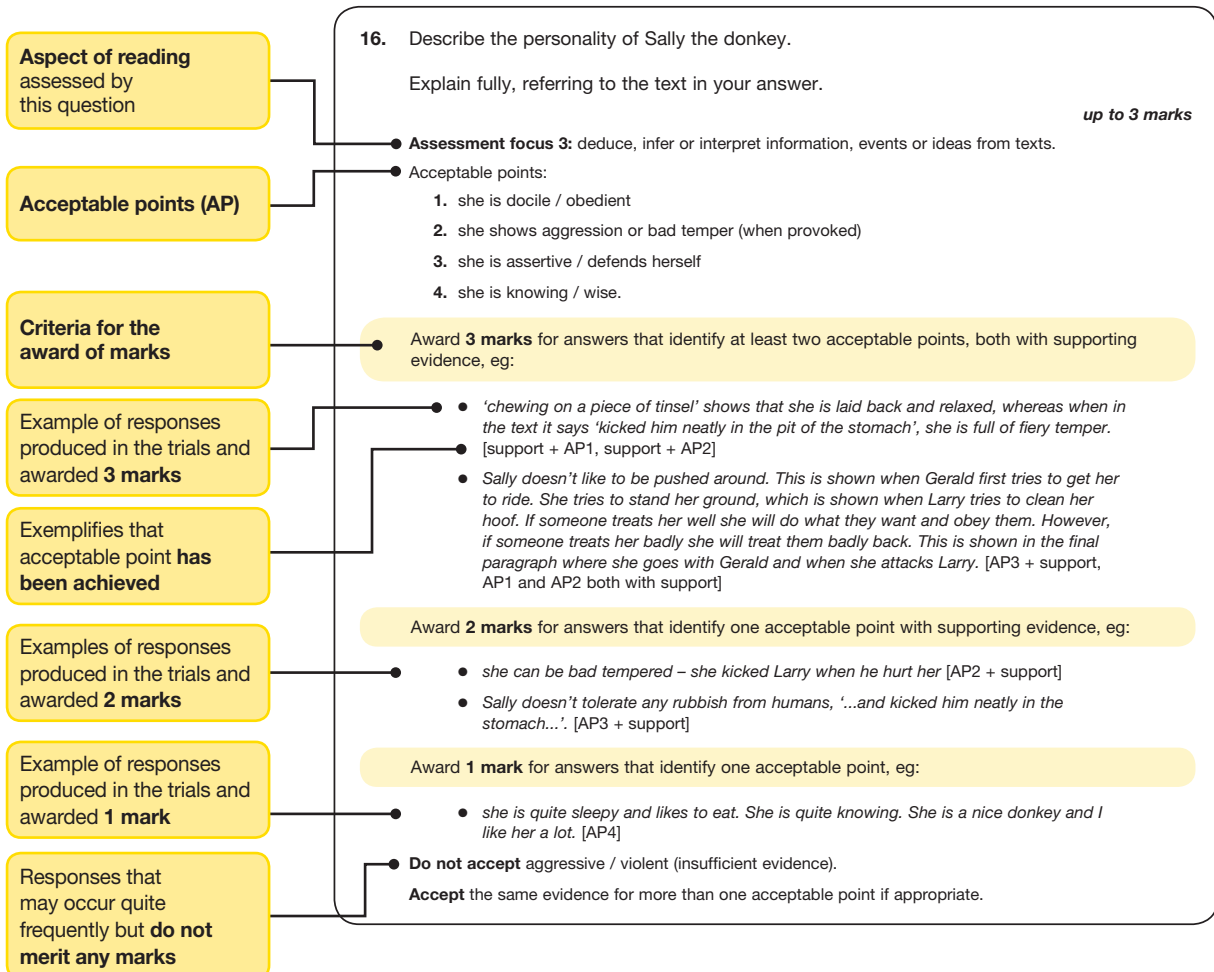 Aspect of reading
assessed by
this question
Acceptable points (AP)
Criteria for the
award of marks
Example of responses
produced in the trials and
awarded 3 marks
Exemplifies that
acceptable point has
been achieved
Examples of responses
produced in the trials and
awarded 2 marks
Example of responses
produced in the trials and
awarded 1 mark
Responses that
may occur quite
frequently but do not
merit any marks
16. Describe the personality of Sally the donkey.
Explain fully, referring to the text in your answer.
up to 3 marks
Assessment focus 3: deduce, infer or interpret information, events or ideas from texts.
Acceptable points:
1. she is docile / obedient
2. she shows aggression or bad temper (when provoked)
3. she is assertive / defends herself
4. she is knowing / wise.
Award 3 marks for answers that identify at least two acceptable points, both with supporting
evidence, eg:
• 'chewing on a piece of tinsel' shows that she is laid back and relaxed, whereas when in
the text it says 'kicked him neatly in the pit of the stomach', she is full of fiery temper.
[support + AP1, support + AP2]
• Sally doesn't like to be pushed around. This is shown when Gerald first tries to get her
to ride. She tries to stand her ground, which is shown when Larry tries to clean her
hoof. If someone treats her well she will do what they want and obey them. However,
if someone treats her badly she will treat them badly back. This is shown in the final
paragraph where she goes with Gerald and when she attacks Larry. [AP3 + support,
AP1 and AP2 both with support]
Award 2 marks for answers that identify one acceptable point with supporting evidence, eg:
• she can be bad tempered – she kicked Larry when he hurt her [AP2 + support]
• Sally doesn't tolerate any rubbish from humans, '...and kicked him neatly in the
stomach...'. [AP3 + support]
Award 1 mark for answers that identify one acceptable point, eg:
• she is quite sleepy and likes to eat. She is quite knowing. She is a nice donkey and I
like her a lot. [AP4]
Do not accept aggressive / violent (insufficient evidence).
Accept the same evidence for more than one acceptable point if appropriate.